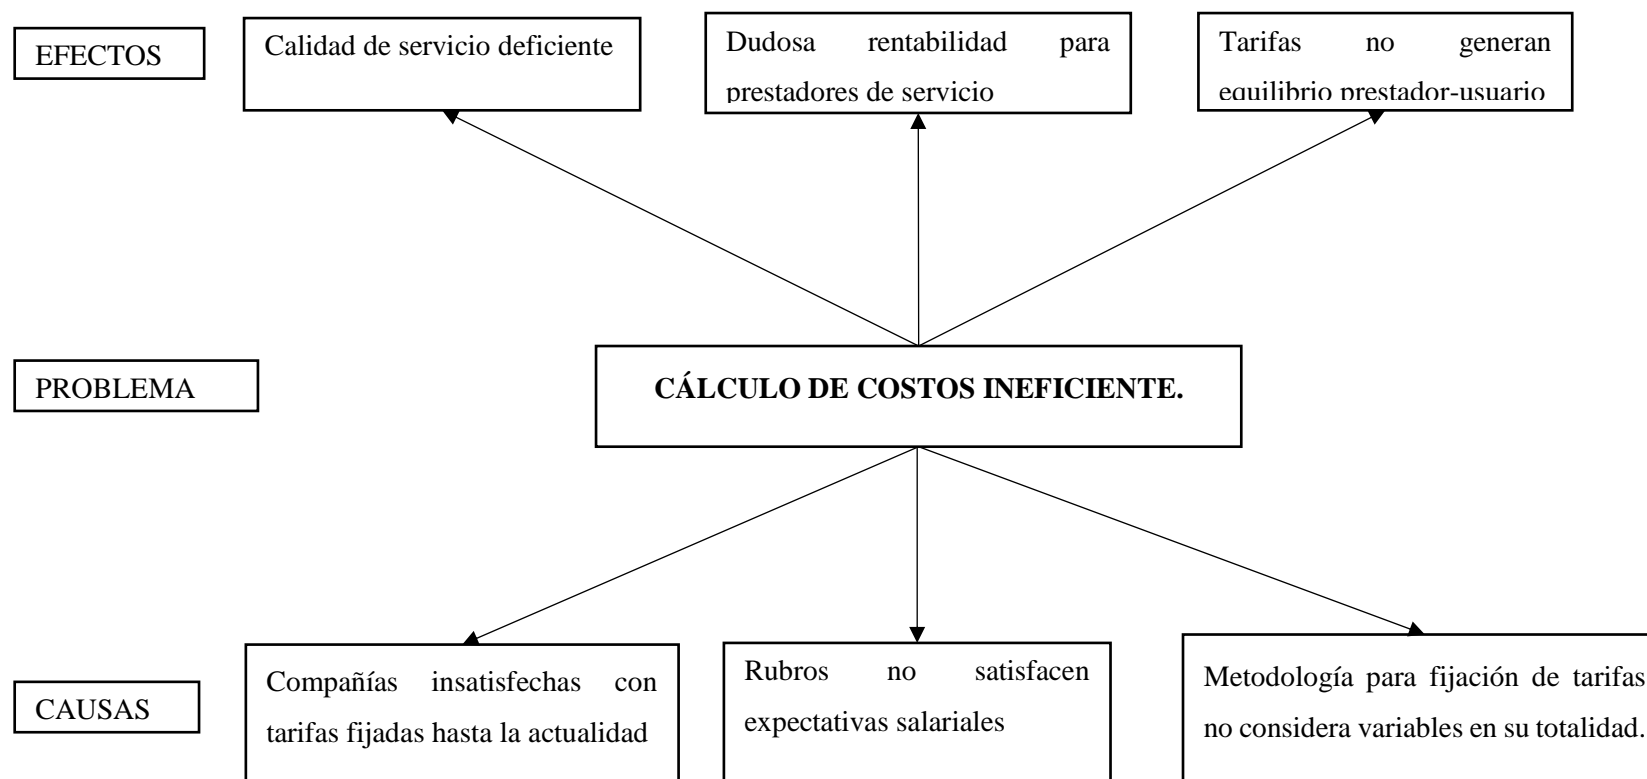 EFECTOS
Calidad de servicio deficiente
Dudosa rentabilidad para
prestadores de servicio
Tarifas no generan
equilibrio prestador-usuario
PROBLEMA
CÁLCULO DE COSTOS INEFICIENTE.
CAUSAS
Compañías insatisfechas con
tarifas fijadas hasta la actualidad
Rubros no satisfacen
expectativas salariales
Metodología para fijación de tarifas
no considera variables en su totalidad.